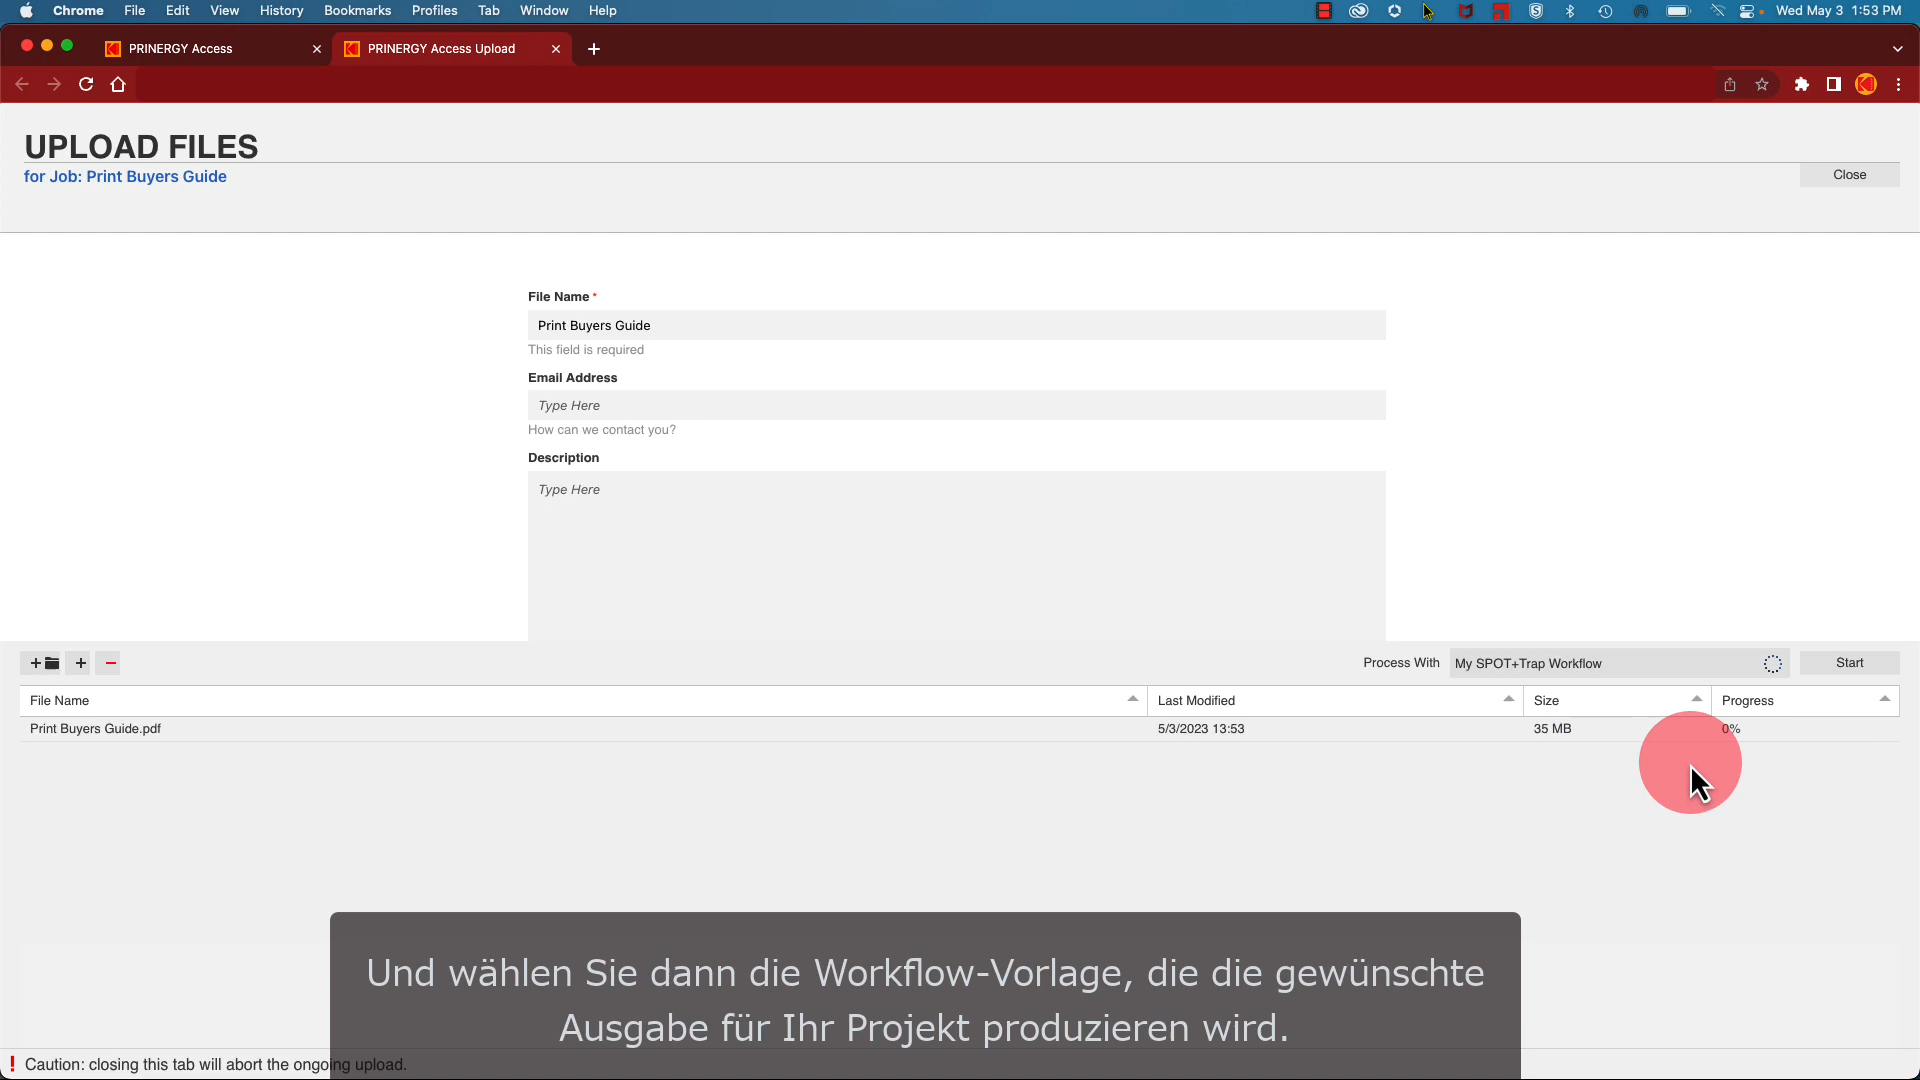 Chrome File Edit View History Bookmarks Profiles Tab Window Help Wed May 3 1:53 PM
PRINERGY Access PRINERGY Access Upload
UPLOAD FILES
for Job: Print Buyers Guide
Close
File Name *
Print Buyers Guide
This field is required
Email Address
Type Here
How can we contact you?
Description
Type Here
Process With My SPOT+Trap Workflow Start
File Name Last Modified Size Progress
Print Buyers Guide.pdf 5/3/2023 13:53 35 MB 0%
Und wählen Sie dann die Workflow-Vorlage, die die gewünschte
Ausgabe für Ihr Projekt produzieren wird.
! Caution: closing this tab will abort the ongoing upload.